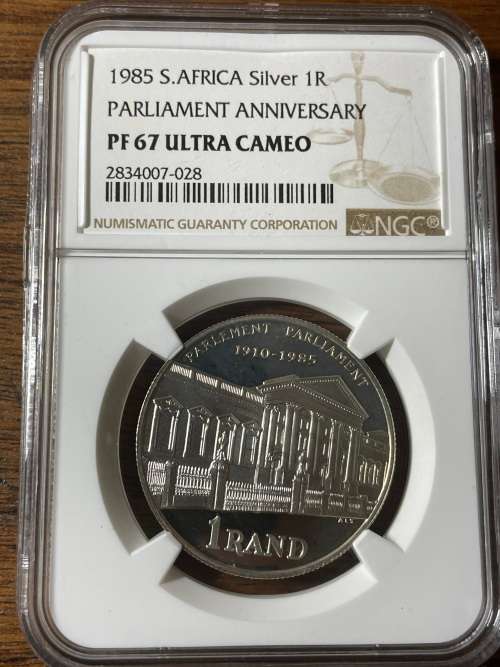 1985 S.AFRICA Silver 1R
PARLIAMENT ANNIVERSARY
PF 67 ULTRA CAMEO
2834007-028
NUMISMATIC GUARANTY CORPORATION NGC®
PARLEMENT PARLIAMENT
1910-1985
ALS
1 RAND